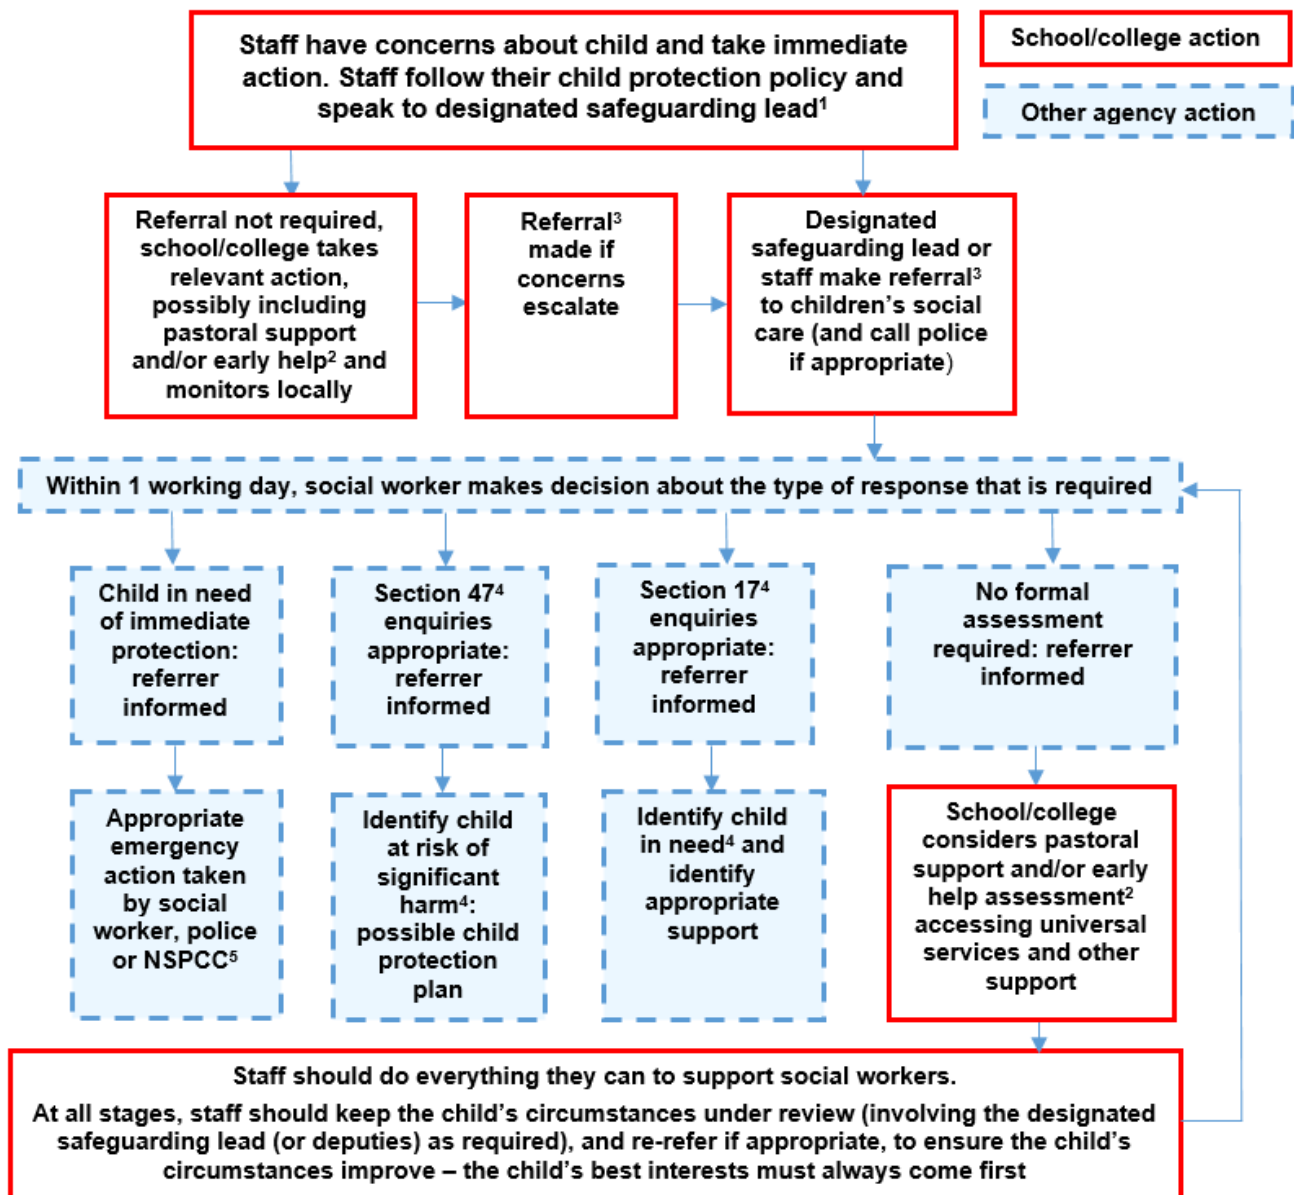 Staff have concerns about child and take immediate
action. Staff follow their child protection policy and
speak to designated safeguarding lead¹
School/college action
Other agency action
Referral not required,
school/college takes
relevant action,
possibly including
pastoral support
and/or early help² and
monitors locally
Referral³
made if
concerns
escalate
Designated
safeguarding lead or
staff make referral³
to children’s social
care (and call police
if appropriate)
Within 1 working day, social worker makes decision about the type of response that is required
Child in need
of immediate
protection:
referrer
informed
Section 47⁴
enquiries
appropriate:
referrer
informed
Section 17⁴
enquiries
appropriate:
referrer
informed
No formal
assessment
required: referrer
informed
Appropriate
emergency
action taken
by social
worker, police
or NSPCC⁵
Identify child
at risk of
significant
harm⁴:
possible child
protection
plan
Identify child
in need⁴ and
identify
appropriate
support
School/college
considers pastoral
support and/or early
help assessment²
accessing universal
services and other
support
Staff should do everything they can to support social workers.
At all stages, staff should keep the child’s circumstances under review (involving the designated
safeguarding lead (or deputies) as required), and re-refer if appropriate, to ensure the child’s
circumstances improve – the child’s best interests must always come first